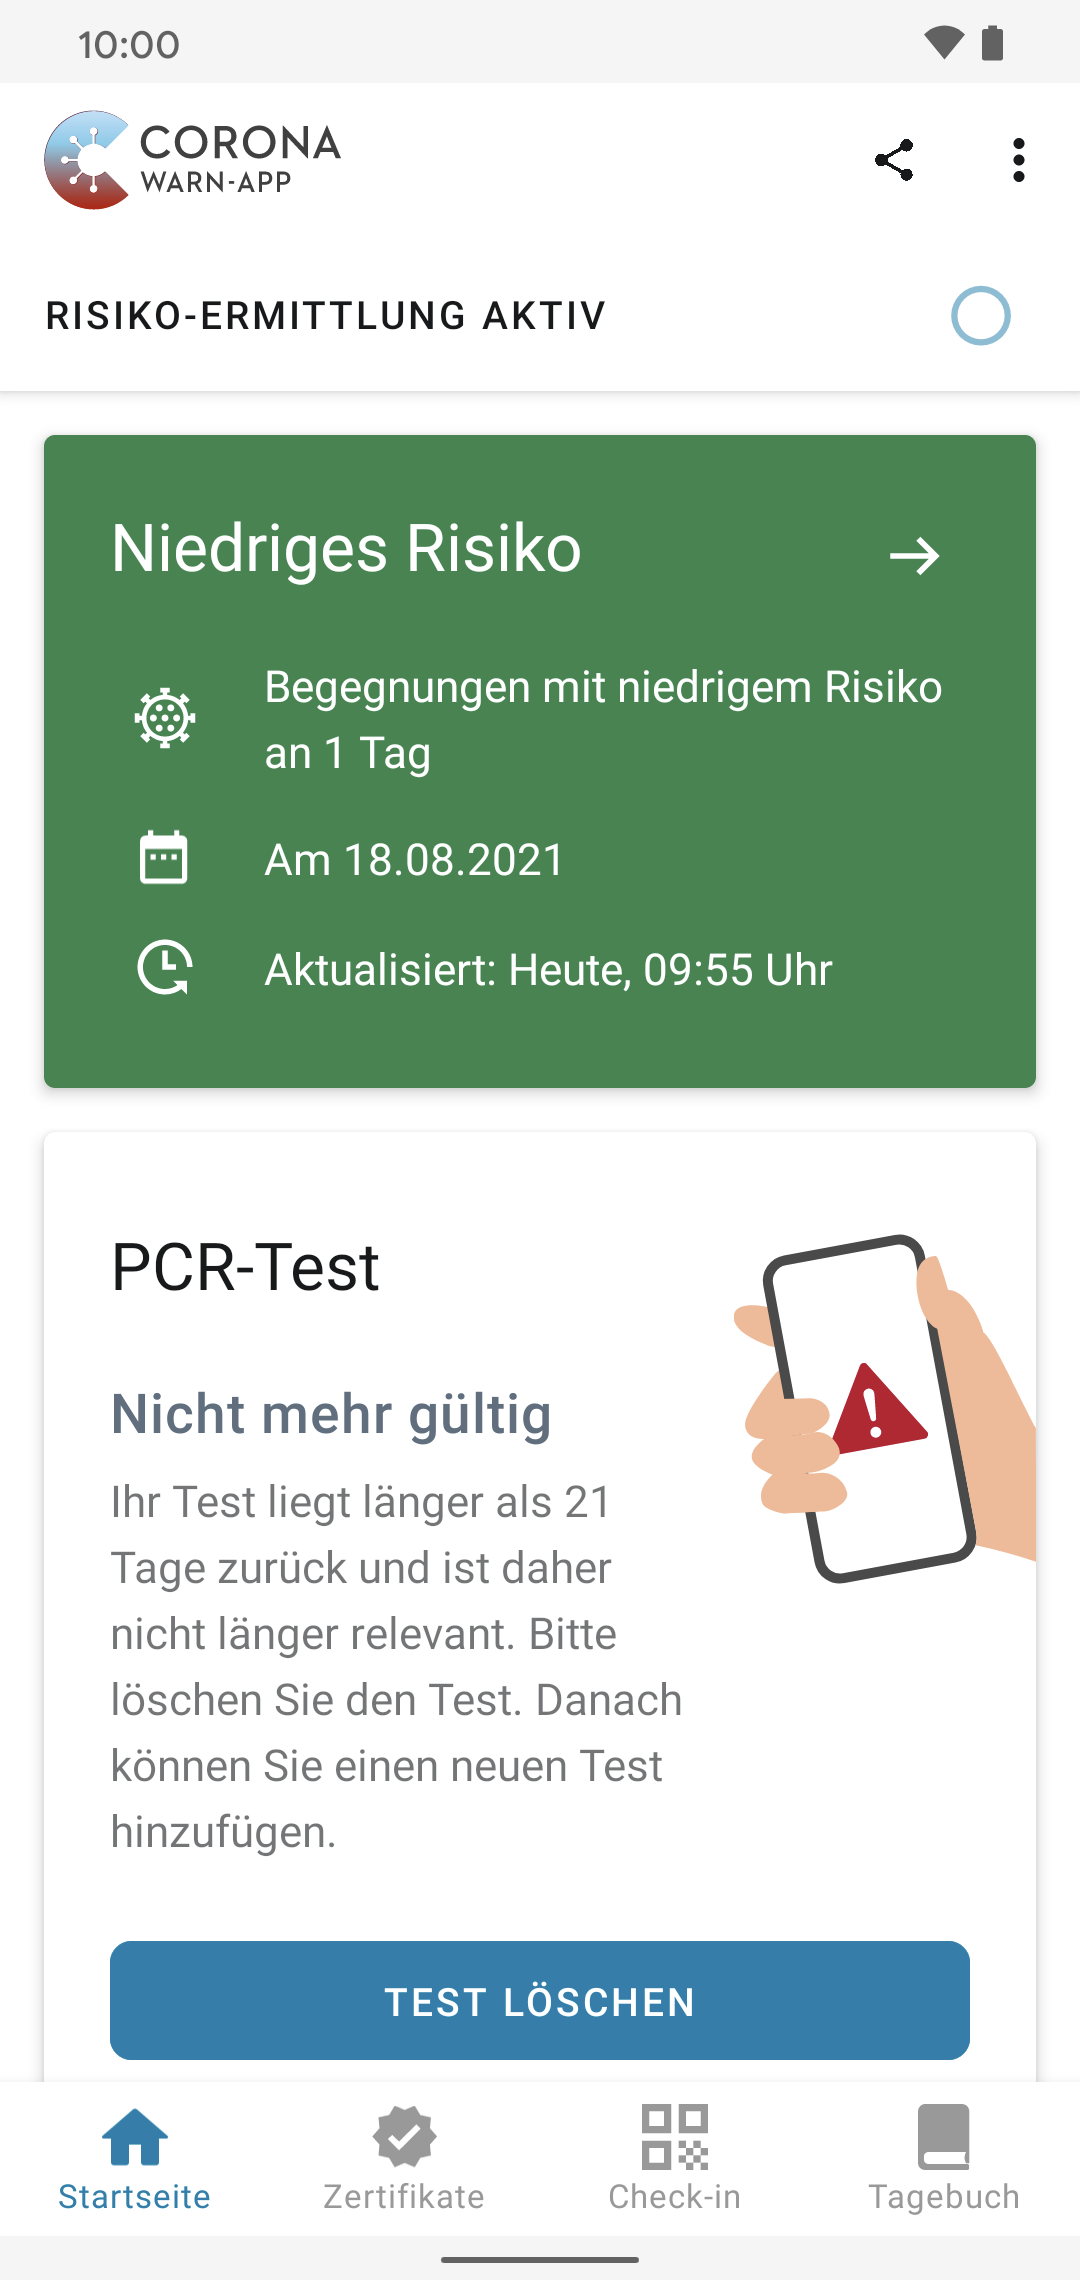 10:00
CORONA
WARN-APP
RISIKO-ERMITTLUNG AKTIV
Niedriges Risiko
Begegnungen mit niedrigem Risiko
an 1 Tag
Am 18.08.2021
Aktualisiert: Heute, 09:55 Uhr
PCR-Test
Nicht mehr gültig
Ihr Test liegt länger als 21
Tage zurück und ist daher
nicht länger relevant. Bitte
löschen Sie den Test. Danach
können Sie einen neuen Test
hinzufügen.
TEST LÖSCHEN
Startseite
Zertifikate
Check-in
Tagebuch